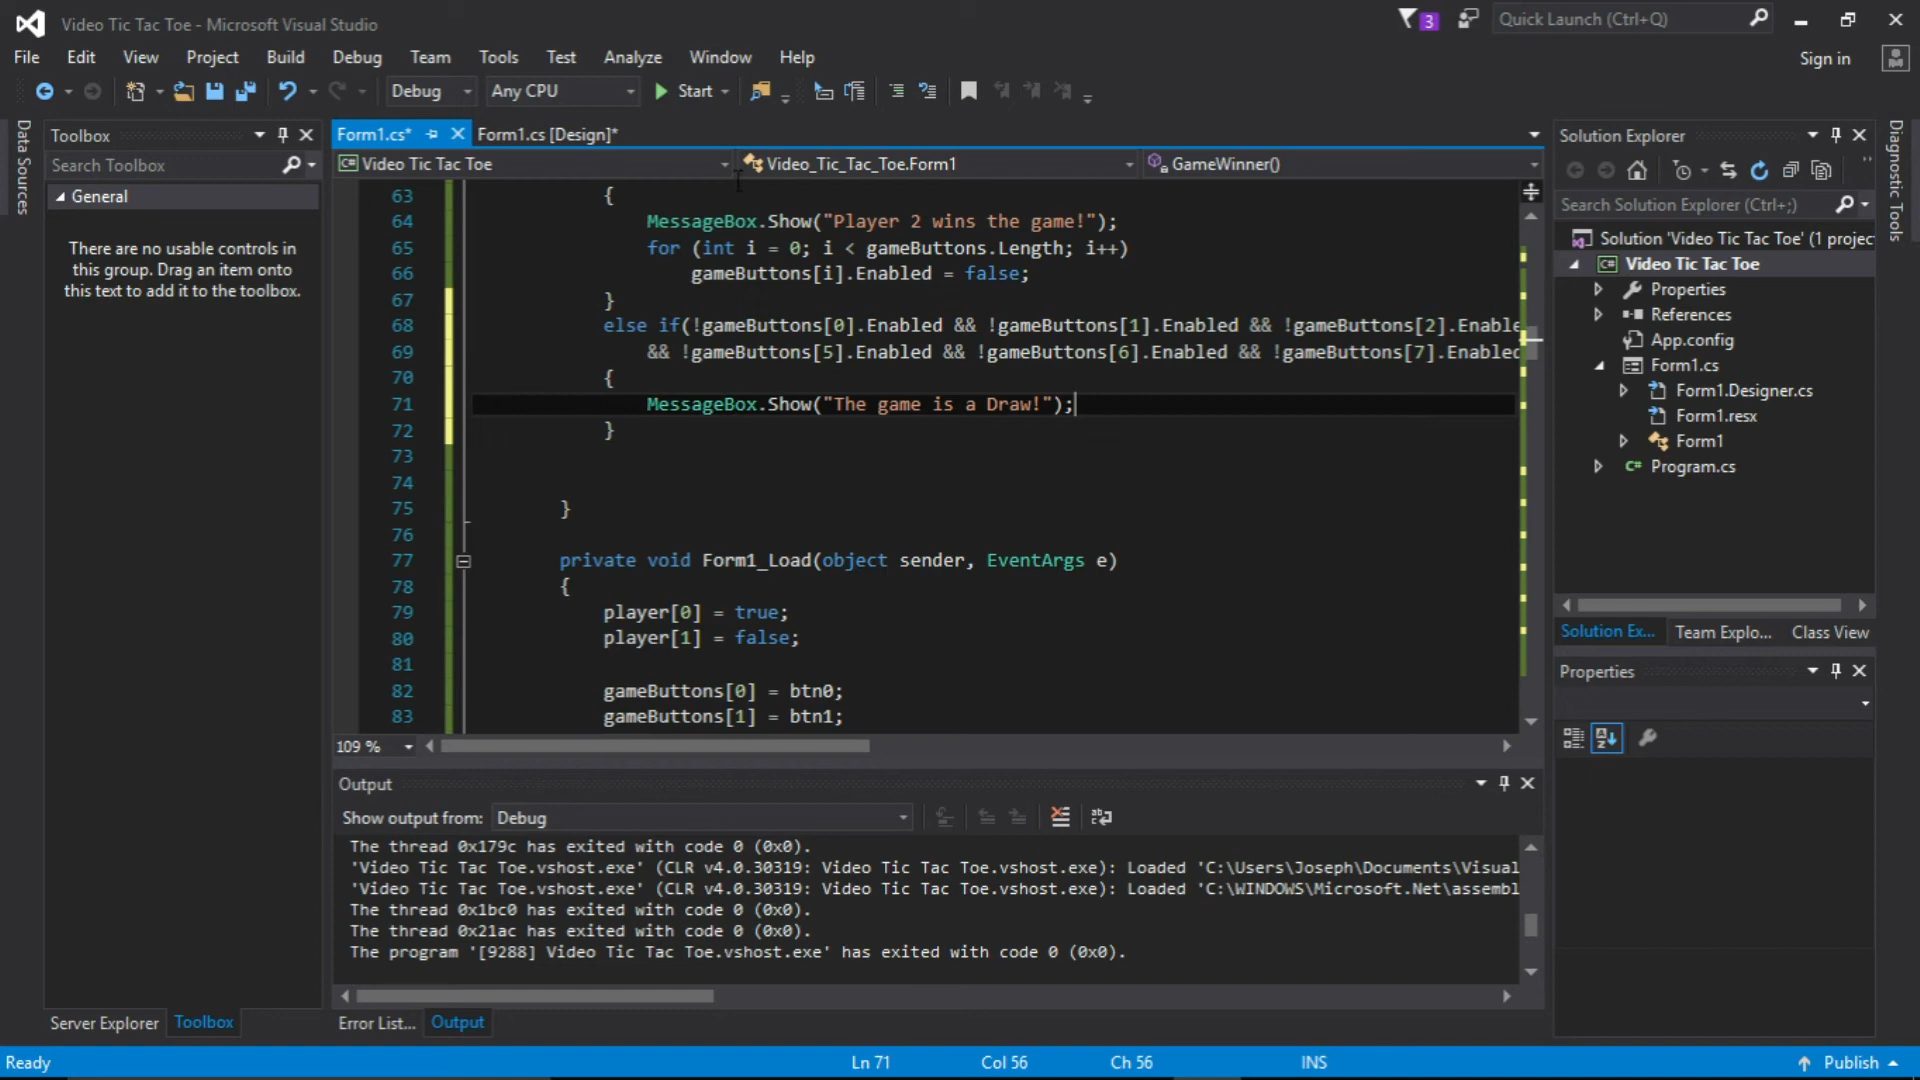 Video Tic Tac Toe - Microsoft Visual Studio
3
Quick Launch (Ctrl+Q)
File Edit View Project Build Debug Team Tools Test Analyze Window Help
Sign in
Debug Any CPU Start
Data Sources
Toolbox
Search Toolbox
General
There are no usable controls in
this group. Drag an item onto
this text to add it to the toolbox.
Server Explorer Toolbox
Form1.cs* Form1.cs [Design]*
Video Tic Tac Toe Video_Tic_Tac_Toe.Form1 GameWinner()
63 {
64 MessageBox.Show("Player 2 wins the game!");
65 for (int i = 0; i < gameButtons.Length; i++)
66 gameButtons[i].Enabled = false;
67 }
68 else if(!gameButtons[0].Enabled && !gameButtons[1].Enabled && !gameButtons[2].Enable
69 && !gameButtons[5].Enabled && !gameButtons[6].Enabled && !gameButtons[7].Enabled
70 {
71 MessageBox.Show("The game is a Draw!");
72 }
73
74
75 }
76
77 private void Form1_Load(object sender, EventArgs e)
78 {
79 player[0] = true;
80 player[1] = false;
81
82 gameButtons[0] = btn0;
83 gameButtons[1] = btn1;
109 %
Output
Show output from: Debug
The thread 0x179c has exited with code 0 (0x0).
'Video Tic Tac Toe.vshost.exe' (CLR v4.0.30319: Video Tic Tac Toe.vshost.exe): Loaded 'C:\Users\Joseph\Documents\Visual
'Video Tic Tac Toe.vshost.exe' (CLR v4.0.30319: Video Tic Tac Toe.vshost.exe): Loaded 'C:\WINDOWS\Microsoft.Net\assembl
The thread 0x1bc0 has exited with code 0 (0x0).
The thread 0x21ac has exited with code 0 (0x0).
The program '[9288] Video Tic Tac Toe.vshost.exe' has exited with code 0 (0x0).
Error List... Output
Solution Explorer
Search Solution Explorer (Ctrl+;)
Solution 'Video Tic Tac Toe' (1 projec
C# Video Tic Tac Toe
Properties
References
App.config
Form1.cs
Form1.Designer.cs
Form1.resx
Form1
C# Program.cs
Solution Ex... Team Explo... Class View
Properties
Diagnostic Tools
Ready Ln 71 Col 56 Ch 56 INS Publish